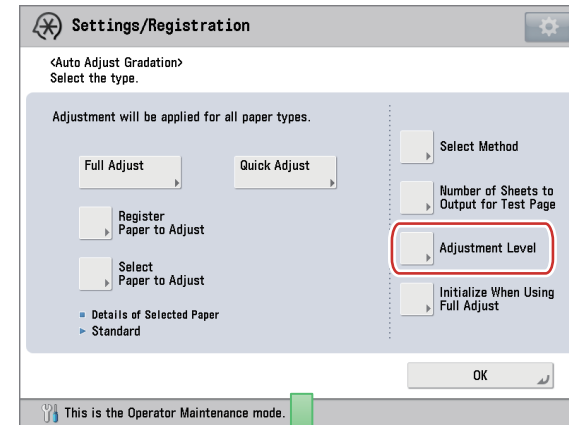 Settings/Registration
<Auto Adjust Gradation>
Select the type.
Adjustment will be applied for all paper types.
Full Adjust
Quick Adjust
Register
Paper to Adjust
Select
Paper to Adjust
Details of Selected Paper
Standard
Select Method
Number of Sheets to
Output for Test Page
Adjustment Level
Initialize When Using
Full Adjust
OK
This is the Operator Maintenance mode.